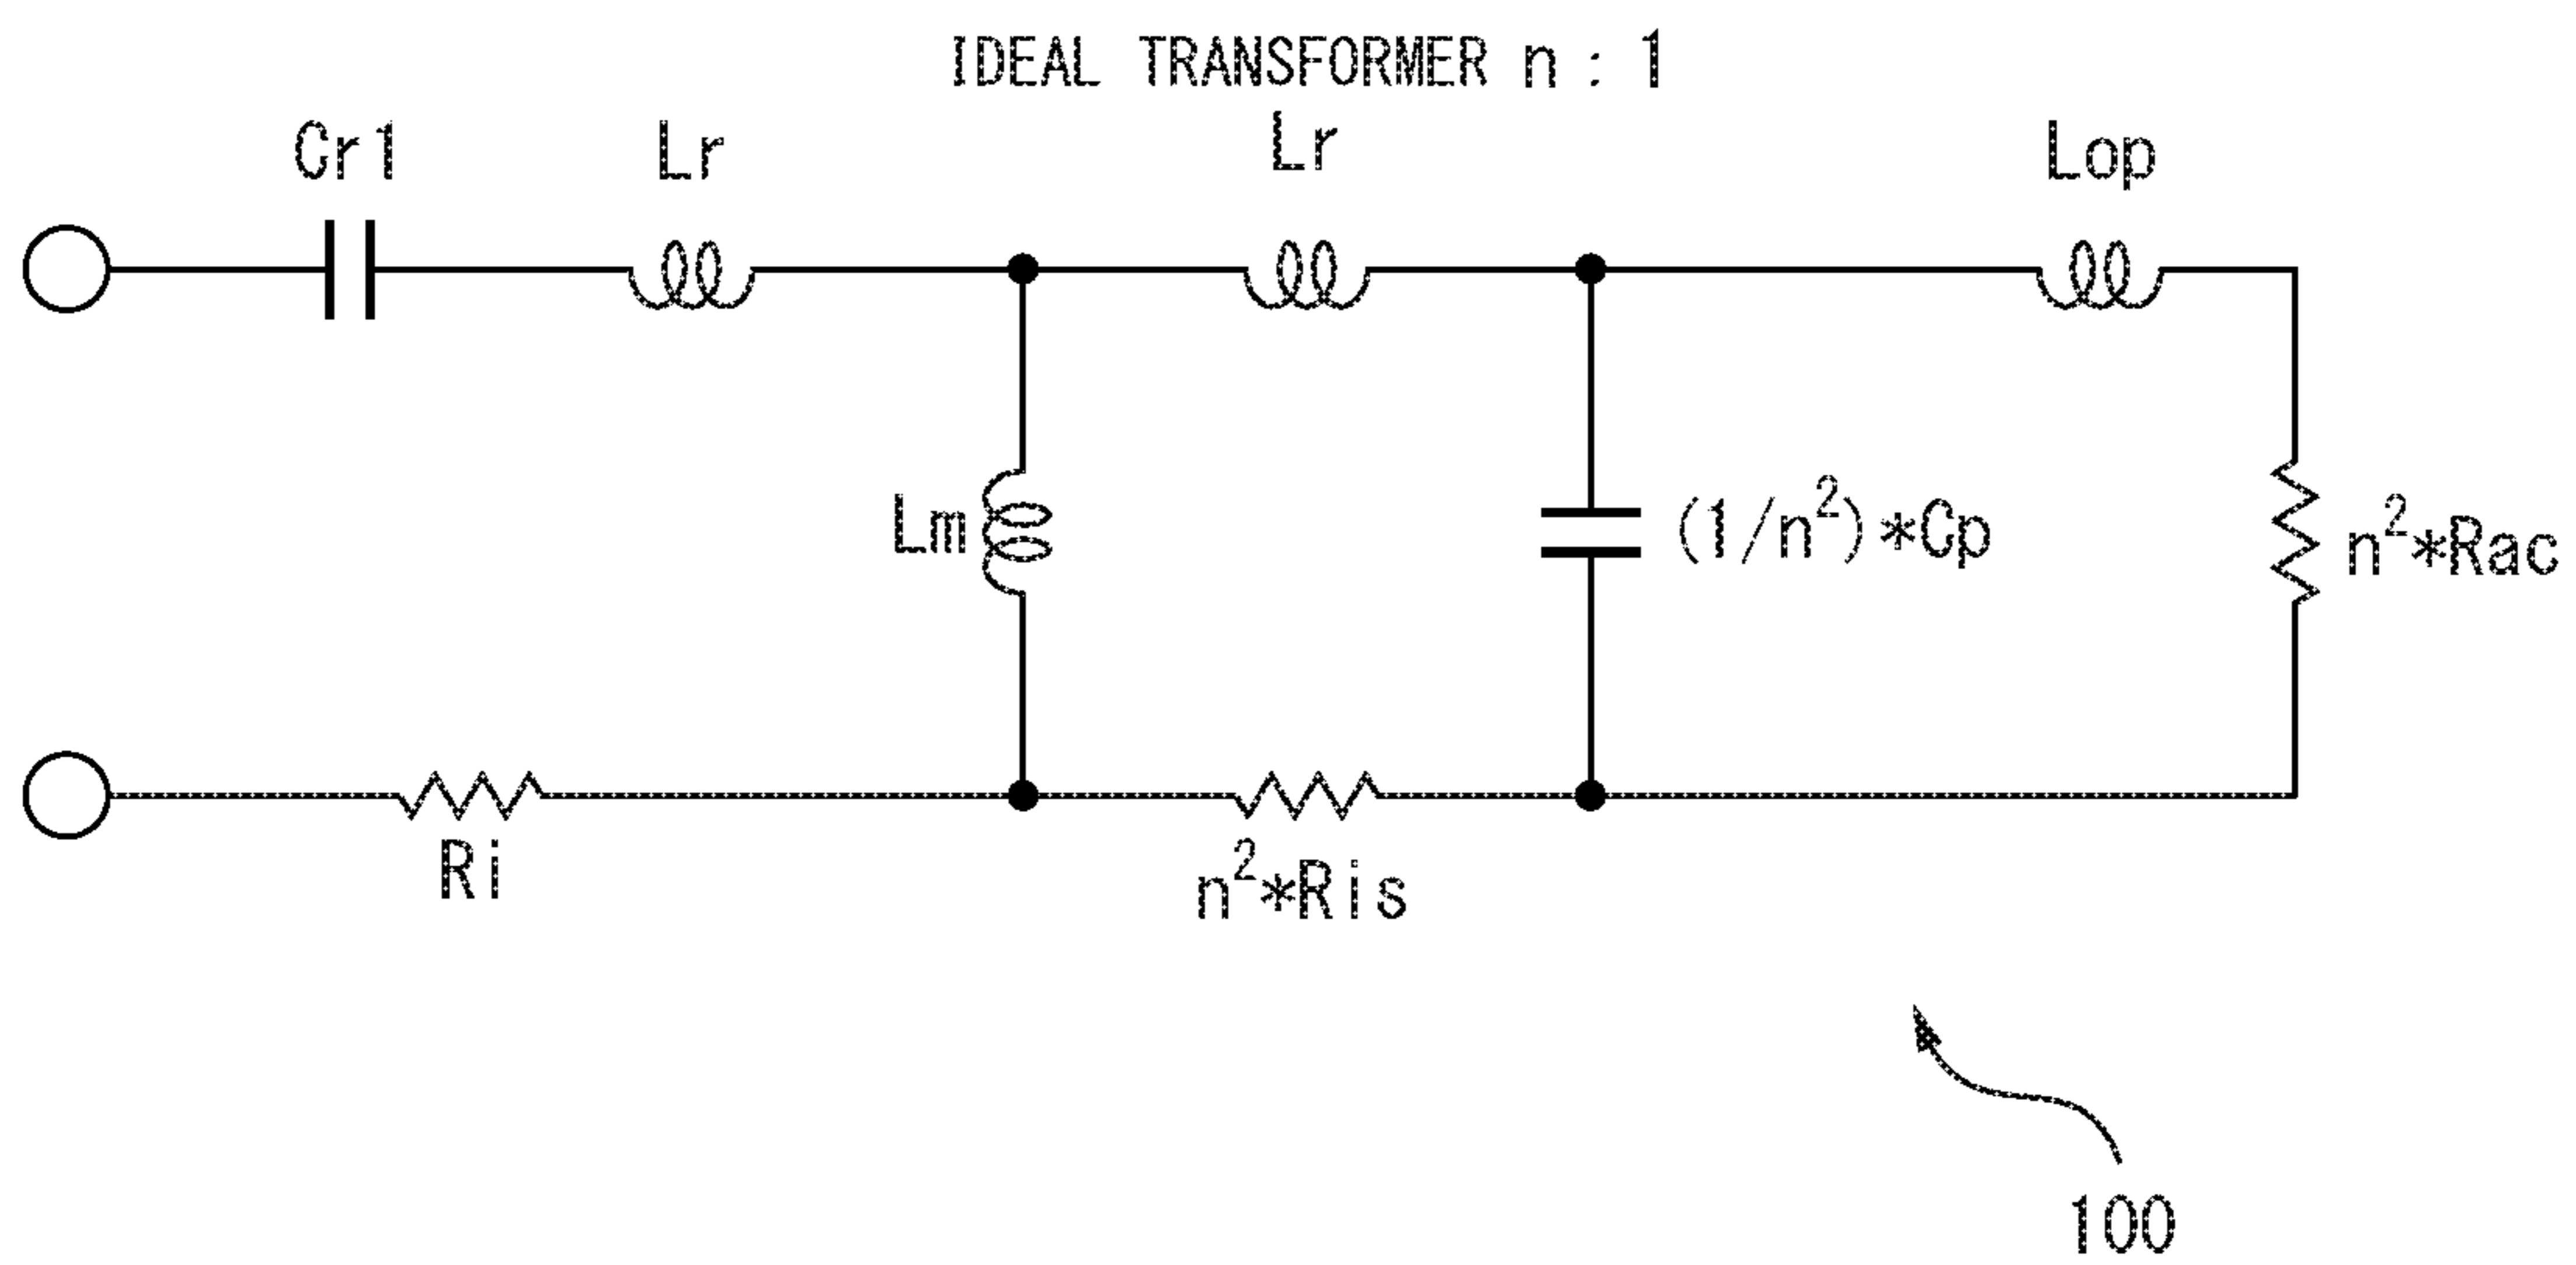 IDEAL TRANSFORMER n : 1
Cr1
Lr
Lr
Lop
Lm
(1/n²)*Cp
n²*Rac
Ri
n²*Ris
100